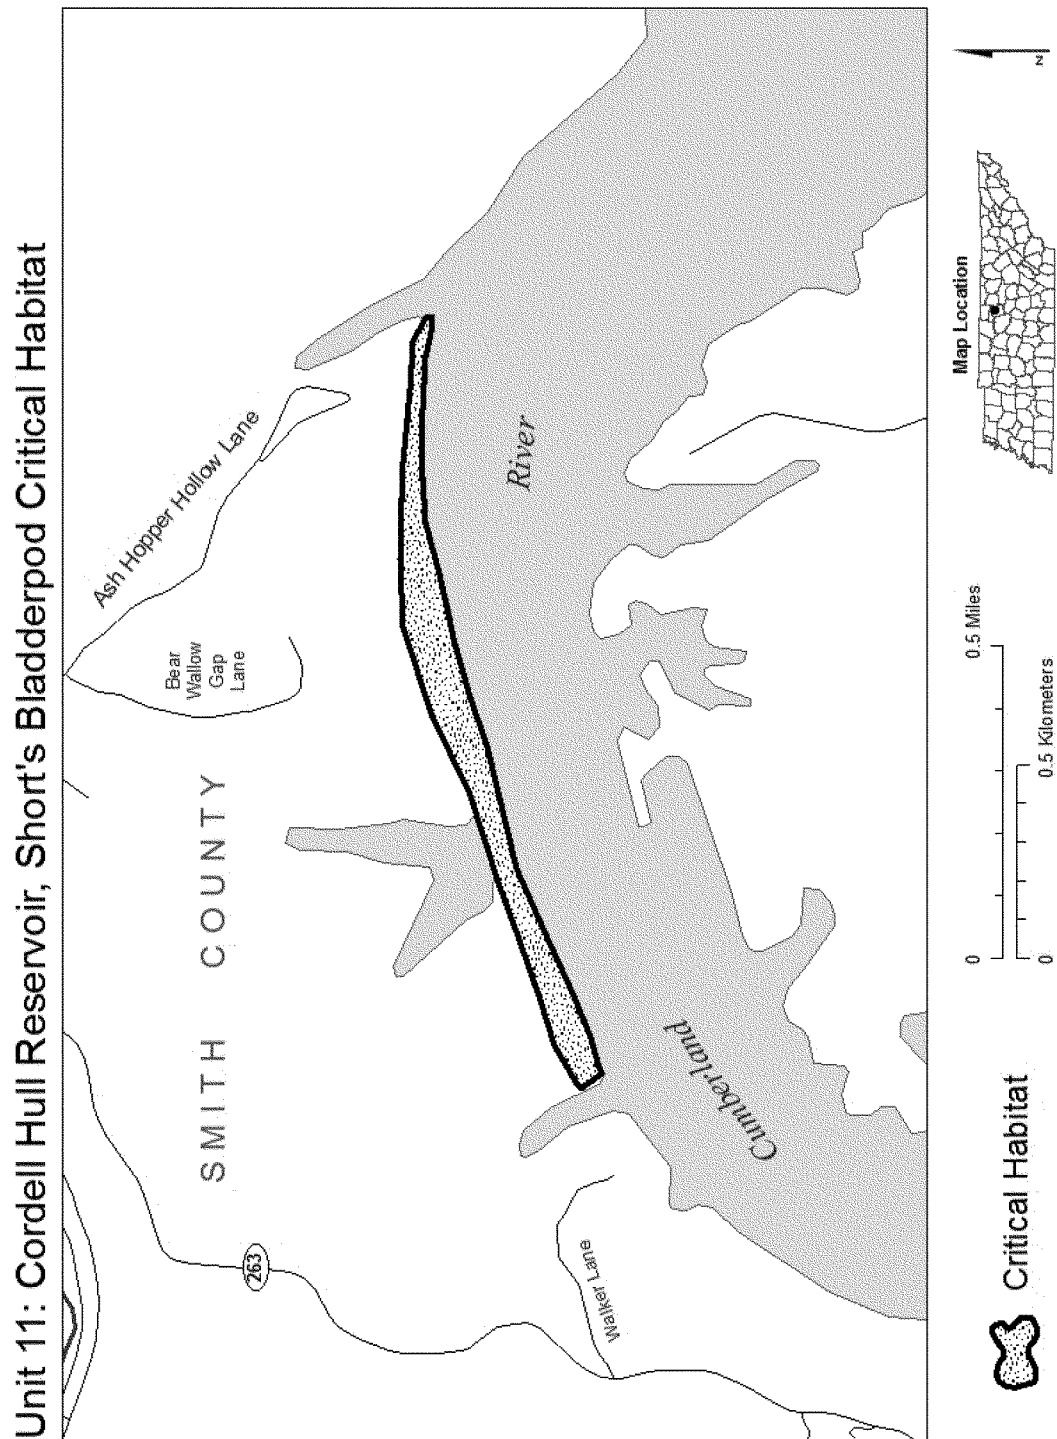 Unit 11: Cordell Hull Reservoir, Short's Bladderpod Critical Habitat
Ash Hopper Hollow Lane
Bear
Wallow
Gap
Lane
SMITH COUNTY
263
Walker Lane
River
Cumberland
Critical Habitat
0 0.5 Miles
0 0.5 Kilometers
Map Location
N